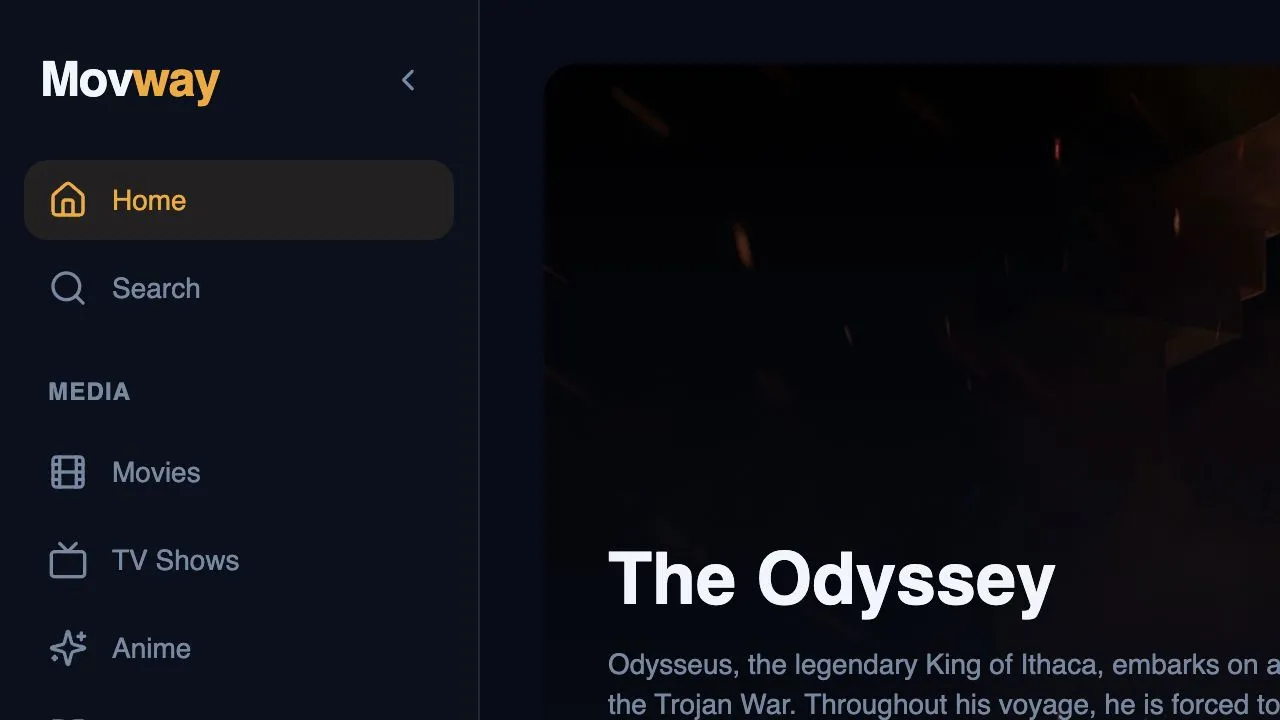 Movway
Home
Search
MEDIA
Movies
TV Shows
Anime
The Odyssey
Odysseus, the legendary King of Ithaca, embarks on a
the Trojan War. Throughout his voyage, he is forced to